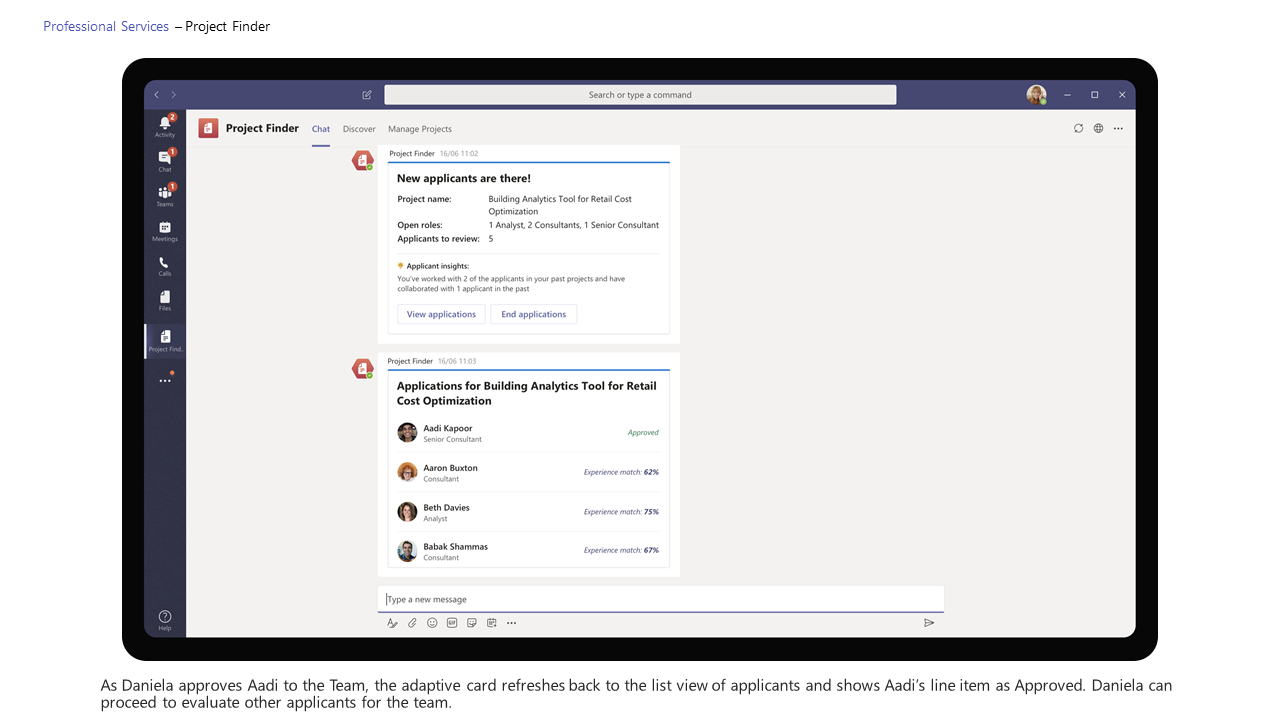 Professional Services – Project Finder
Search or type a command
2
Activity
1
Chat
1
Teams
Meetings
Calls
Files
Project Find..
Help
Project Finder Chat Discover Manage Projects
Project Finder 16/06 11:02
New applicants are there!
Project name: Building Analytics Tool for Retail Cost
Optimization
Open roles: 1 Analyst, 2 Consultants, 1 Senior Consultant
Applicants to review: 5
Applicant insights:
You've worked with 2 of the applicants in your past projects and have
collaborated with 1 applicant in the past
View applications End applications
Project Finder 16/06 11:03
Applications for Building Analytics Tool for Retail
Cost Optimization
Aadi Kapoor
Senior Consultant
Approved
Aaron Buxton
Consultant
Experience match: 62%
Beth Davies
Analyst
Experience match: 75%
Babak Shammas
Consultant
Experience match: 67%
Type a new message
GIF
As Daniela approves Aadi to the Team, the adaptive card refreshes back to the list view of applicants and shows Aadi's line item as Approved. Daniela can
proceed to evaluate other applicants for the team.